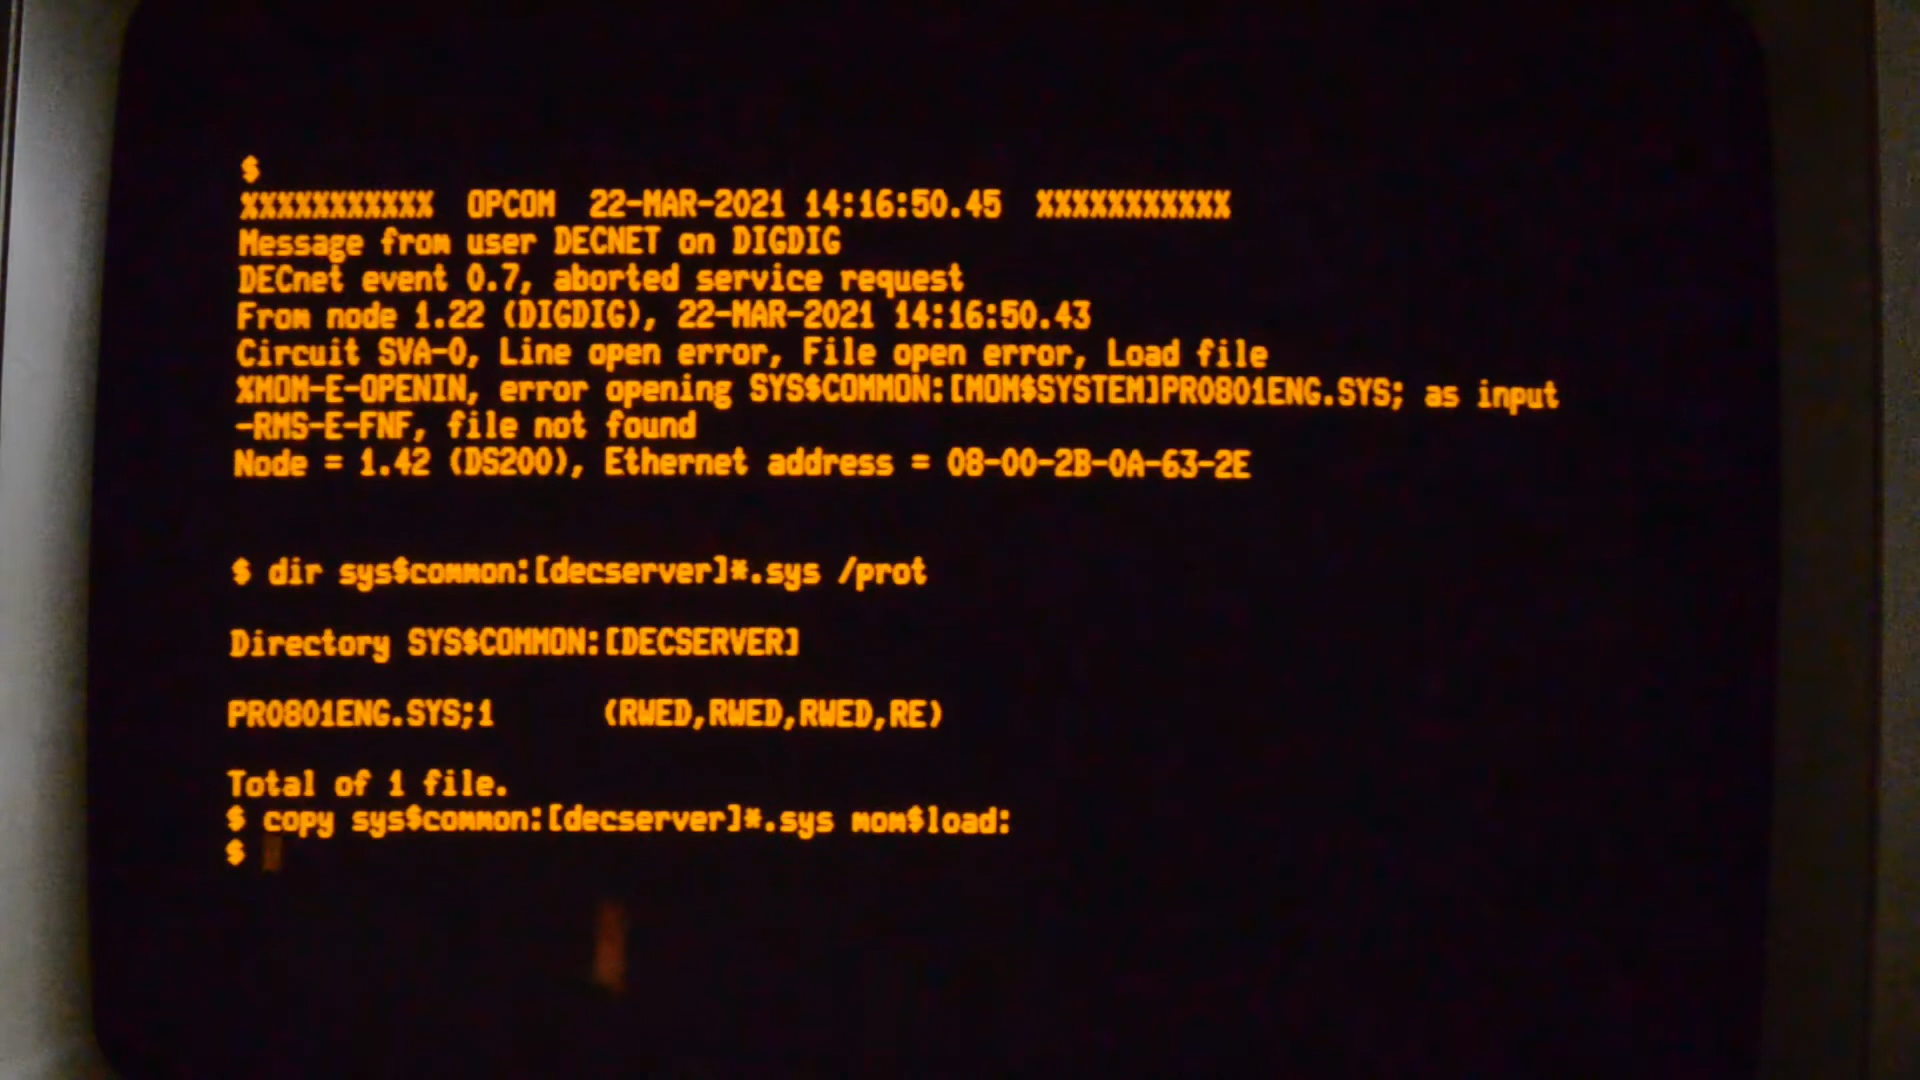 $
%%%%%%%%%%%  OPCOM  22-MAR-2021 14:16:50.45  %%%%%%%%%%%
Message from user DECNET on DIGDIG
DECnet event 0.7, aborted service request
From node 1.22 (DIGDIG), 22-MAR-2021 14:16:50.43
Circuit SVA-0, Line open error, File open error, Load file
%MOM-E-OPENIN, error opening SYS$COMMON:[MOM$SYSTEM]PR0801ENG.SYS; as input
-RMS-E-FNF, file not found
Node = 1.42 (DS200), Ethernet address = 08-00-2B-0A-63-2E
$ dir sys$common:[decserver]*.sys /prot
Directory SYS$COMMON:[DECSERVER]
PR0801ENG.SYS;1      (RWED,RWED,RWED,RE)
Total of 1 file.
$ copy sys$common:[decserver]*.sys mom$load:
$